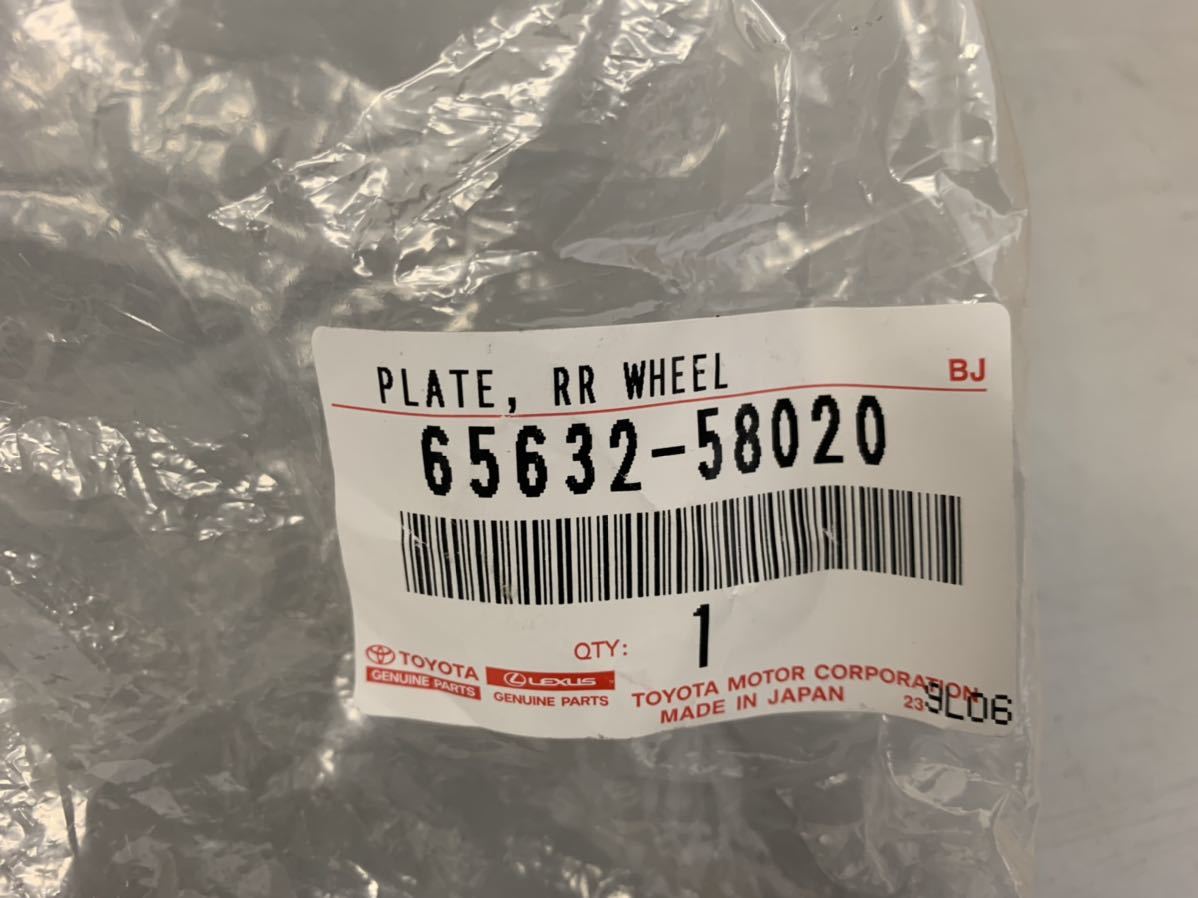 PLATE, RR WHEEL BJ
65632-58020
QTY: 1
TOYOTA
GENUINE PARTS
LEXUS
GENUINE PARTS
TOYOTA MOTOR CORPORATION
MADE IN JAPAN
23
9L06